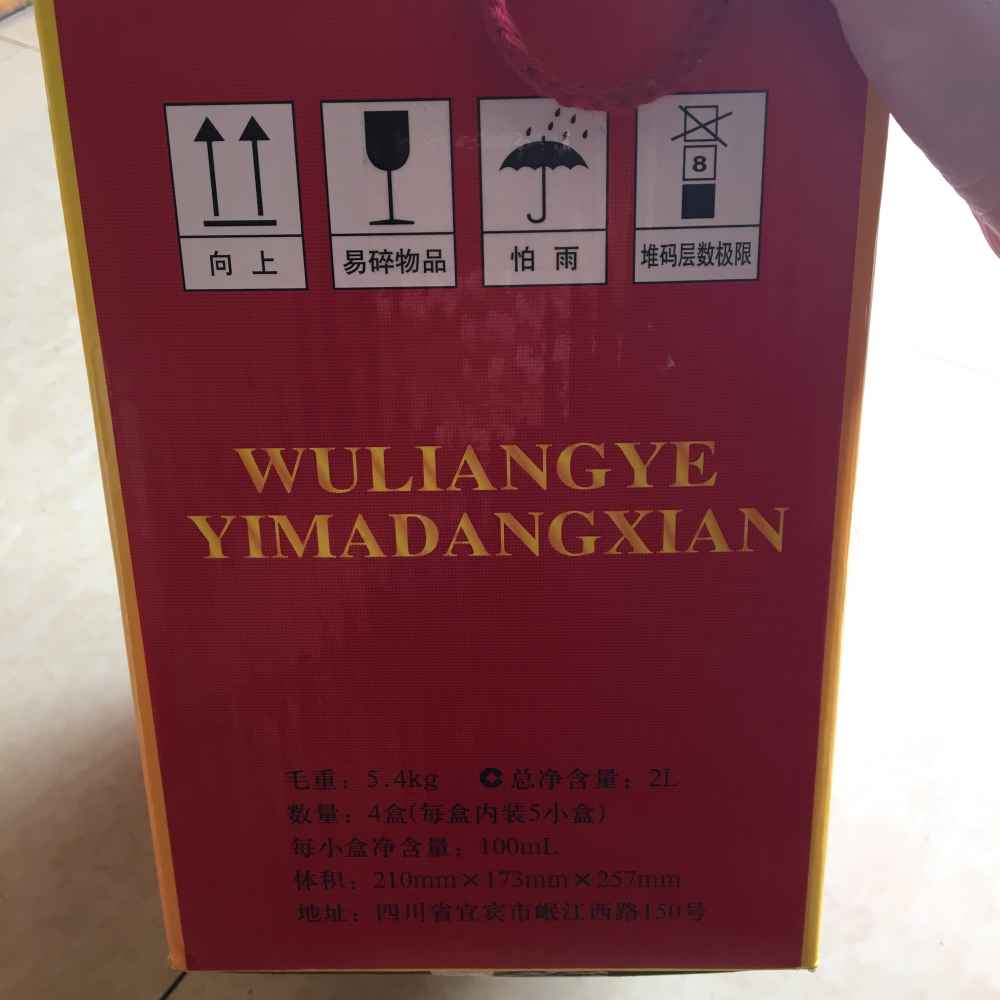 8
向上 易碎物品 怕雨 堆码层数极限
WULIANGYE
YIMADANGXIAN
毛重：5.4kg 总净含量：2L
数量：4盒(每盒内装5小盒)
每小盒净含量：100mL
体积：210mm×173mm×257mm
地址：四川省宜宾市岷江西路150号